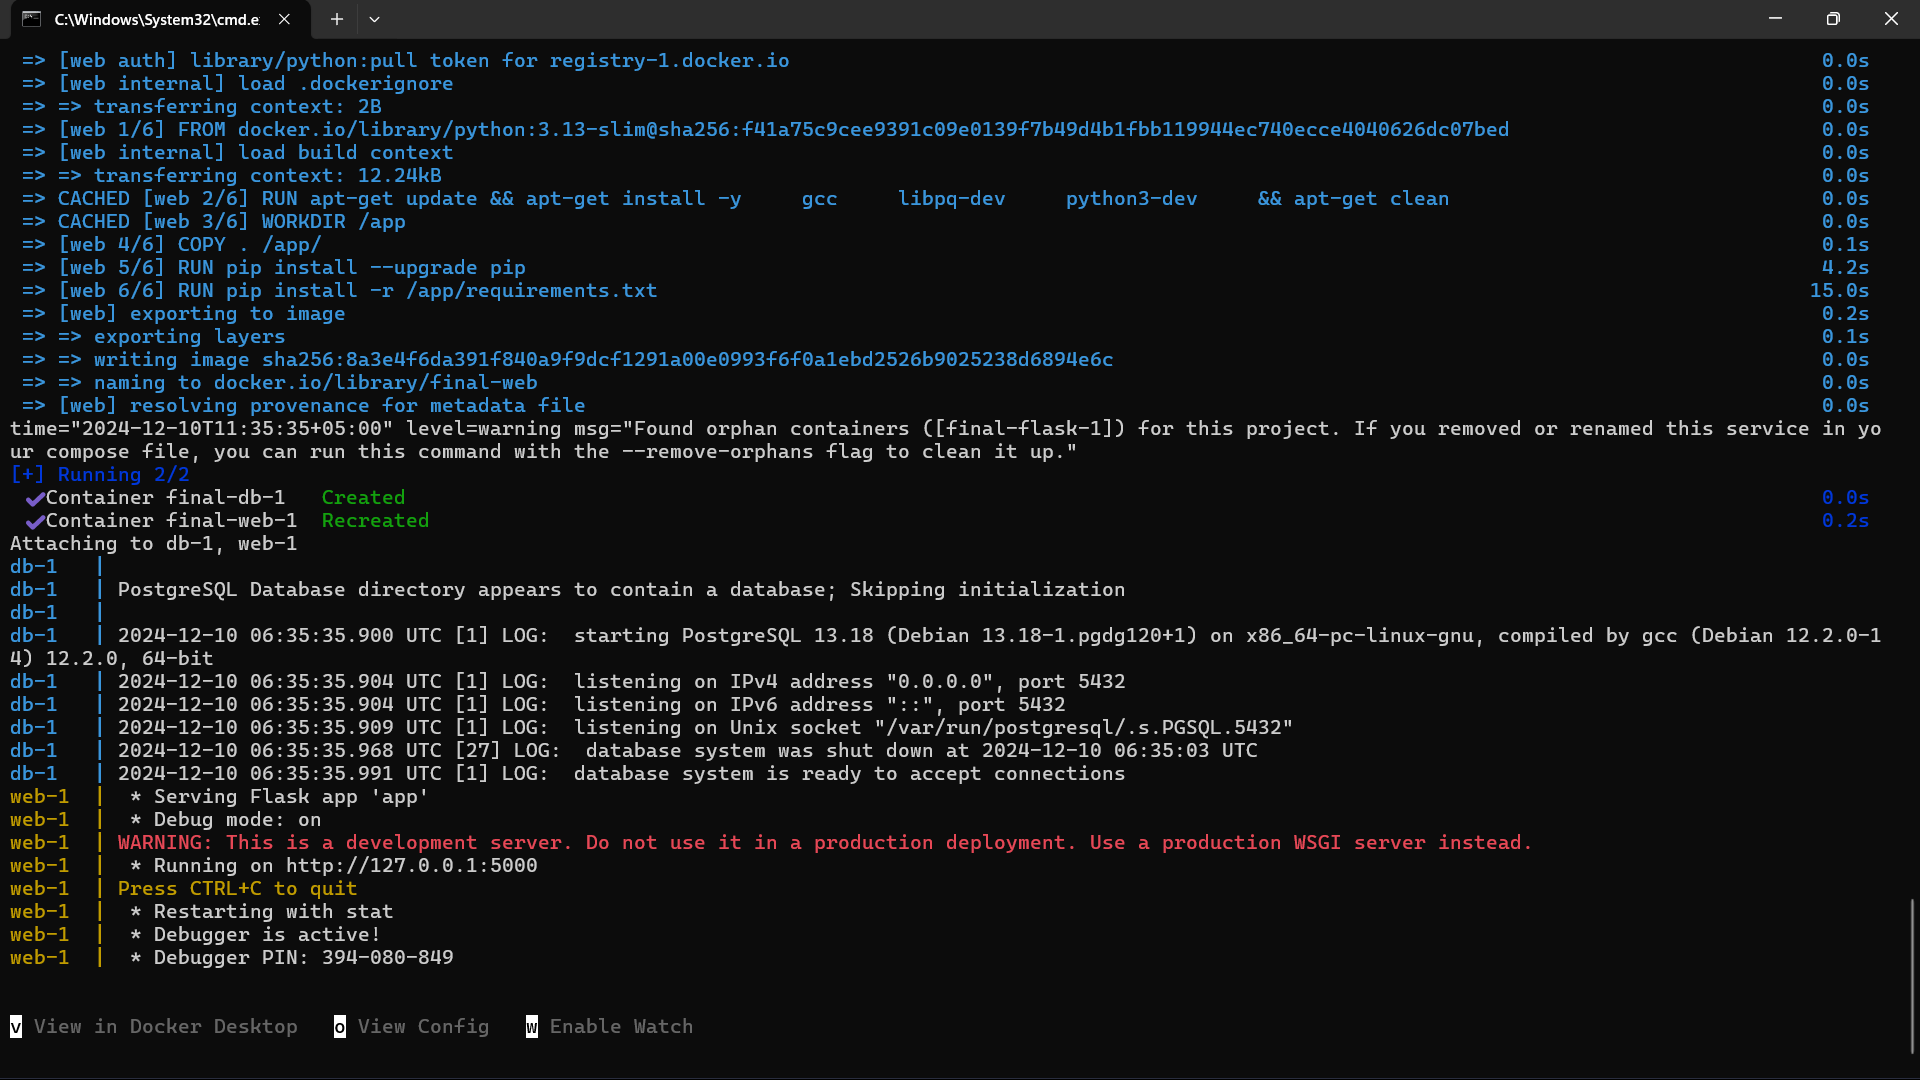 C:\Windows\System32\cmd.e
=> [web auth] library/python:pull token for registry-1.docker.io 0.0s
=> [web internal] load .dockerignore 0.0s
=> => transferring context: 2B 0.0s
=> [web 1/6] FROM docker.io/library/python:3.13-slim@sha256:f41a75c9cee9391c09e0139f7b49d4b1fbb119944ec740ecce4040626dc07bed 0.0s
=> [web internal] load build context 0.0s
=> => transferring context: 12.24kB 0.0s
=> CACHED [web 2/6] RUN apt-get update && apt-get install -y     gcc     libpq-dev     python3-dev     && apt-get clean 0.0s
=> CACHED [web 3/6] WORKDIR /app 0.0s
=> [web 4/6] COPY . /app/ 0.1s
=> [web 5/6] RUN pip install --upgrade pip 4.2s
=> [web 6/6] RUN pip install -r /app/requirements.txt 15.0s
=> [web] exporting to image 0.2s
=> => exporting layers 0.1s
=> => writing image sha256:8a3e4f6da391f840a9f9dcf1291a00e0993f6f0a1ebd2526b9025238d6894e6c 0.0s
=> => naming to docker.io/library/final-web 0.0s
=> [web] resolving provenance for metadata file 0.0s
time="2024-12-10T11:35:35+05:00" level=warning msg="Found orphan containers ([final-flask-1]) for this project. If you removed or renamed this service in yo
ur compose file, you can run this command with the --remove-orphans flag to clean it up."
[+] Running 2/2
✔Container final-db-1   Created 0.0s
✔Container final-web-1  Recreated 0.2s
Attaching to db-1, web-1
db-1   |
db-1   | PostgreSQL Database directory appears to contain a database; Skipping initialization
db-1   |
db-1   | 2024-12-10 06:35:35.900 UTC [1] LOG:  starting PostgreSQL 13.18 (Debian 13.18-1.pgdg120+1) on x86_64-pc-linux-gnu, compiled by gcc (Debian 12.2.0-1
4) 12.2.0, 64-bit
db-1   | 2024-12-10 06:35:35.904 UTC [1] LOG:  listening on IPv4 address "0.0.0.0", port 5432
db-1   | 2024-12-10 06:35:35.904 UTC [1] LOG:  listening on IPv6 address "::", port 5432
db-1   | 2024-12-10 06:35:35.909 UTC [1] LOG:  listening on Unix socket "/var/run/postgresql/.s.PGSQL.5432"
db-1   | 2024-12-10 06:35:35.968 UTC [27] LOG:  database system was shut down at 2024-12-10 06:35:03 UTC
db-1   | 2024-12-10 06:35:35.991 UTC [1] LOG:  database system is ready to accept connections
web-1  |  * Serving Flask app 'app'
web-1  |  * Debug mode: on
web-1  | WARNING: This is a development server. Do not use it in a production deployment. Use a production WSGI server instead.
web-1  |  * Running on http://127.0.0.1:5000
web-1  | Press CTRL+C to quit
web-1  |  * Restarting with stat
web-1  |  * Debugger is active!
web-1  |  * Debugger PIN: 394-080-849
v View in Docker Desktop   o View Config   w Enable Watch